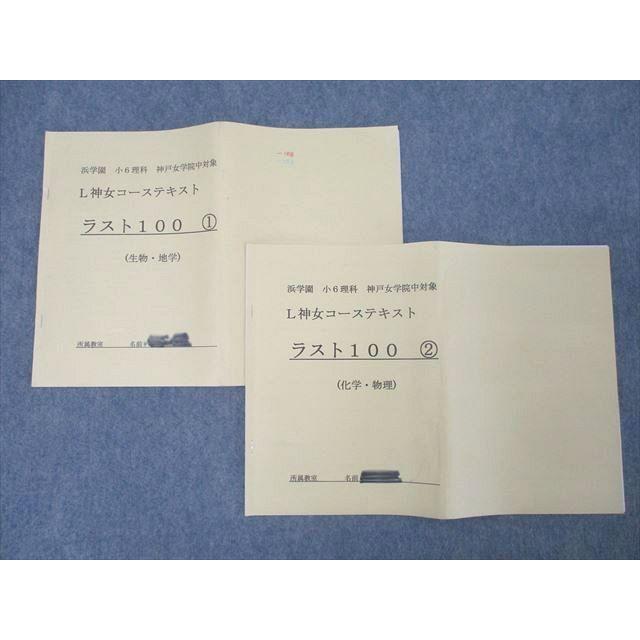 浜学園 小6理科 神戸女学院中対象
L神女コーステキスト
ラスト100 ①
(生物・地学)
所属教室 名前
浜学園 小6理科 神戸女学院中対象
L神女コーステキスト
ラスト100 ②
(化学・物理)
所属教室 名前